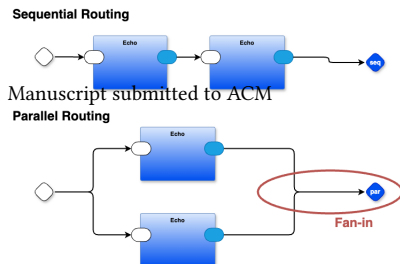 Sequential Routing
Echo Echo
seq
Manuscript submitted to ACM
Parallel Routing
Echo
par
Fan-in
Echo